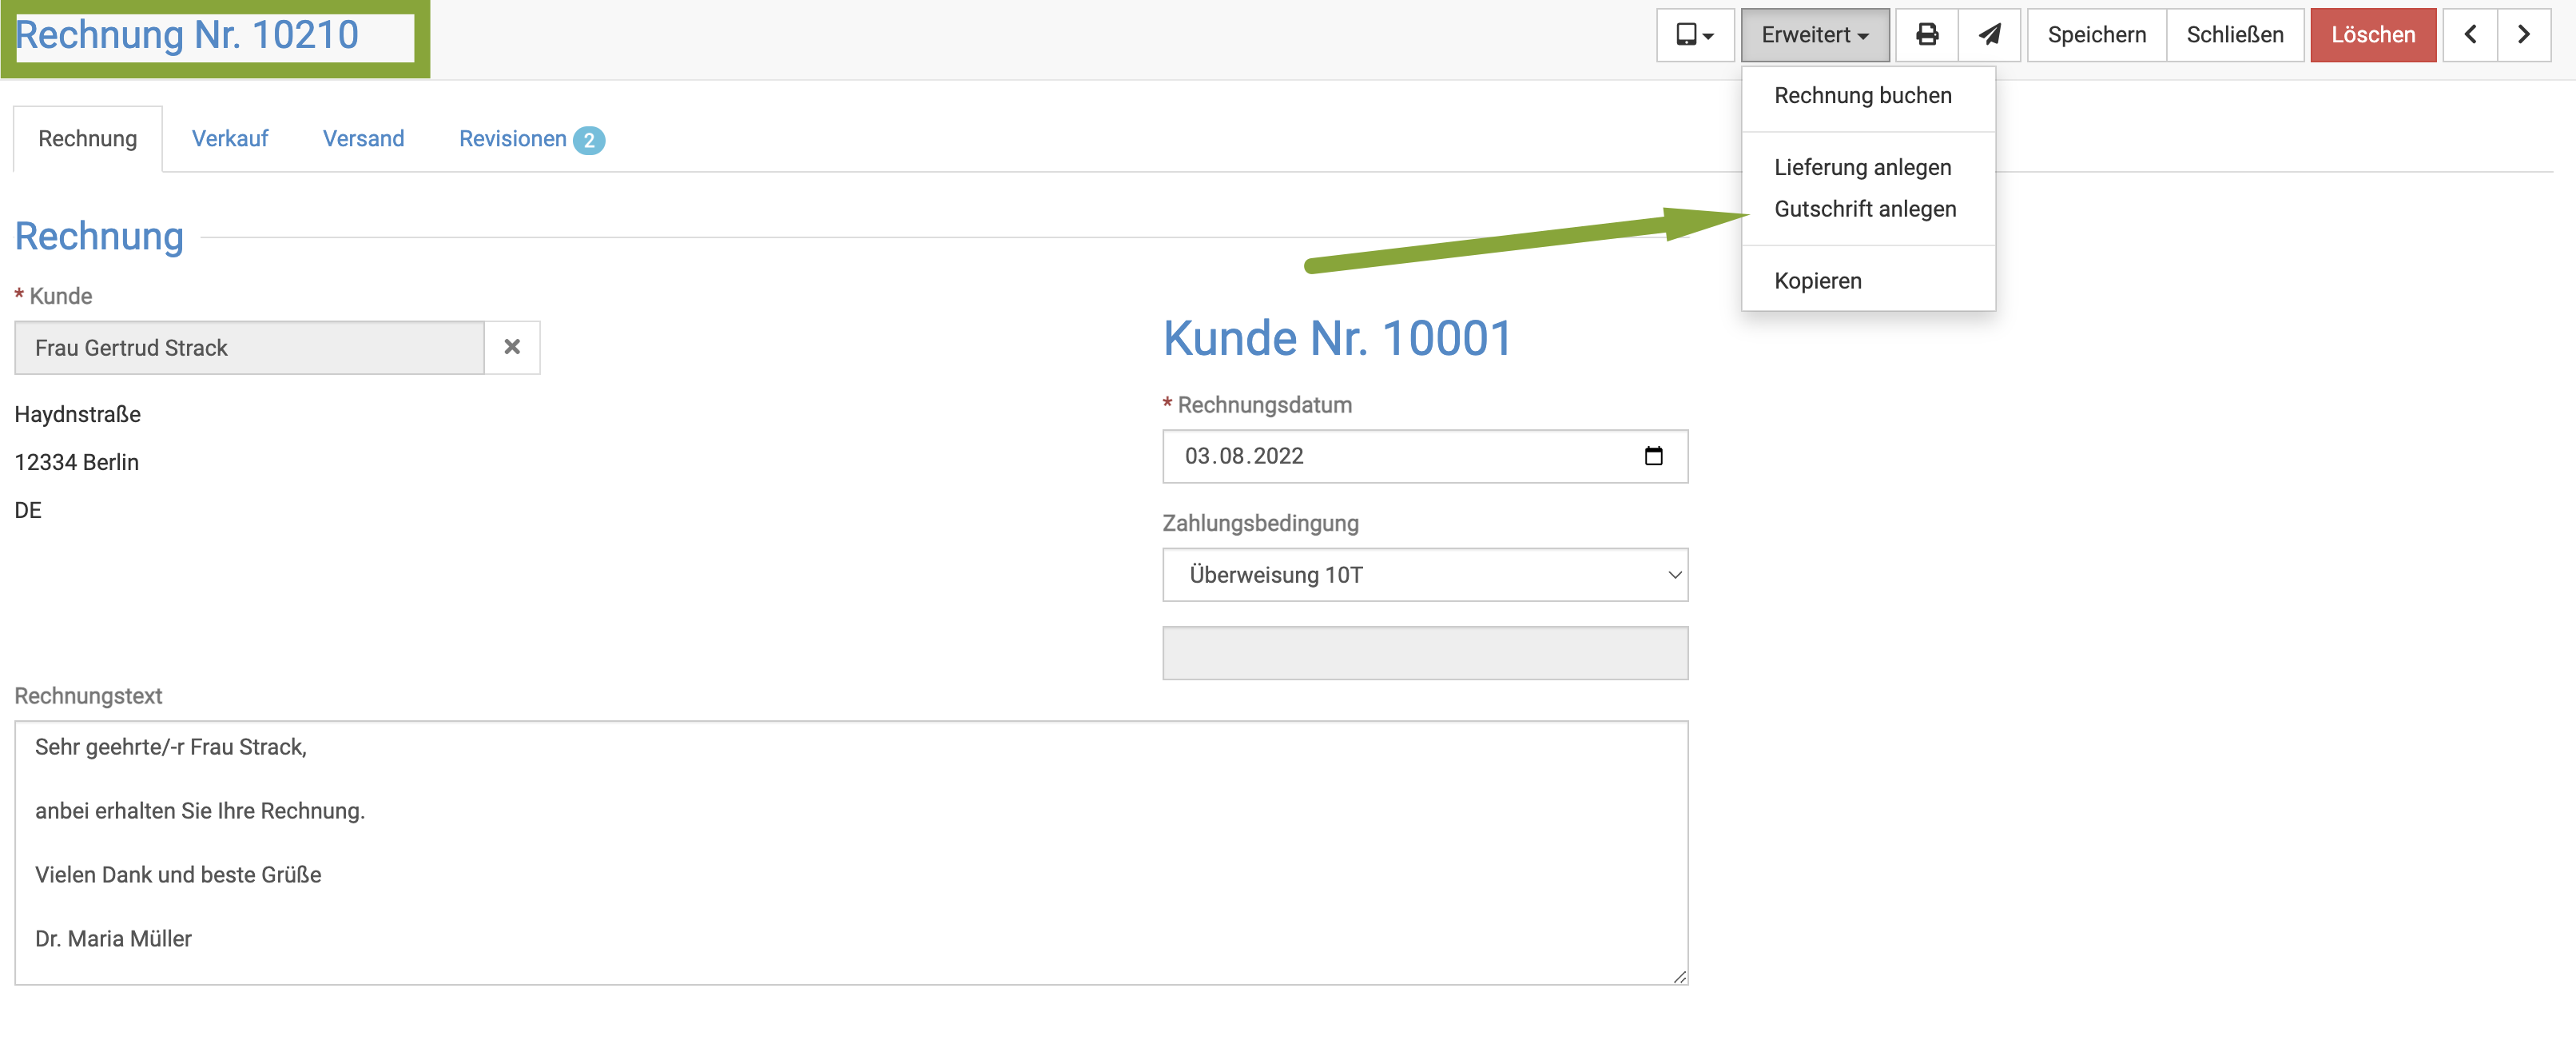 Rechnung Nr. 10210
Erweitert
Speichern
Schließen
Löschen
Rechnung buchen
Lieferung anlegen
Gutschrift anlegen
Kopieren
Rechnung
Verkauf
Versand
Revisionen 2
Rechnung
* Kunde
Frau Gertrud Strack
Haydnstraße
12334 Berlin
DE
Kunde Nr. 10001
* Rechnungsdatum
03.08.2022
Zahlungsbedingung
Überweisung 10T
Rechnungstext
Sehr geehrte/-r Frau Strack,
anbei erhalten Sie Ihre Rechnung.
Vielen Dank und beste Grüße
Dr. Maria Müller